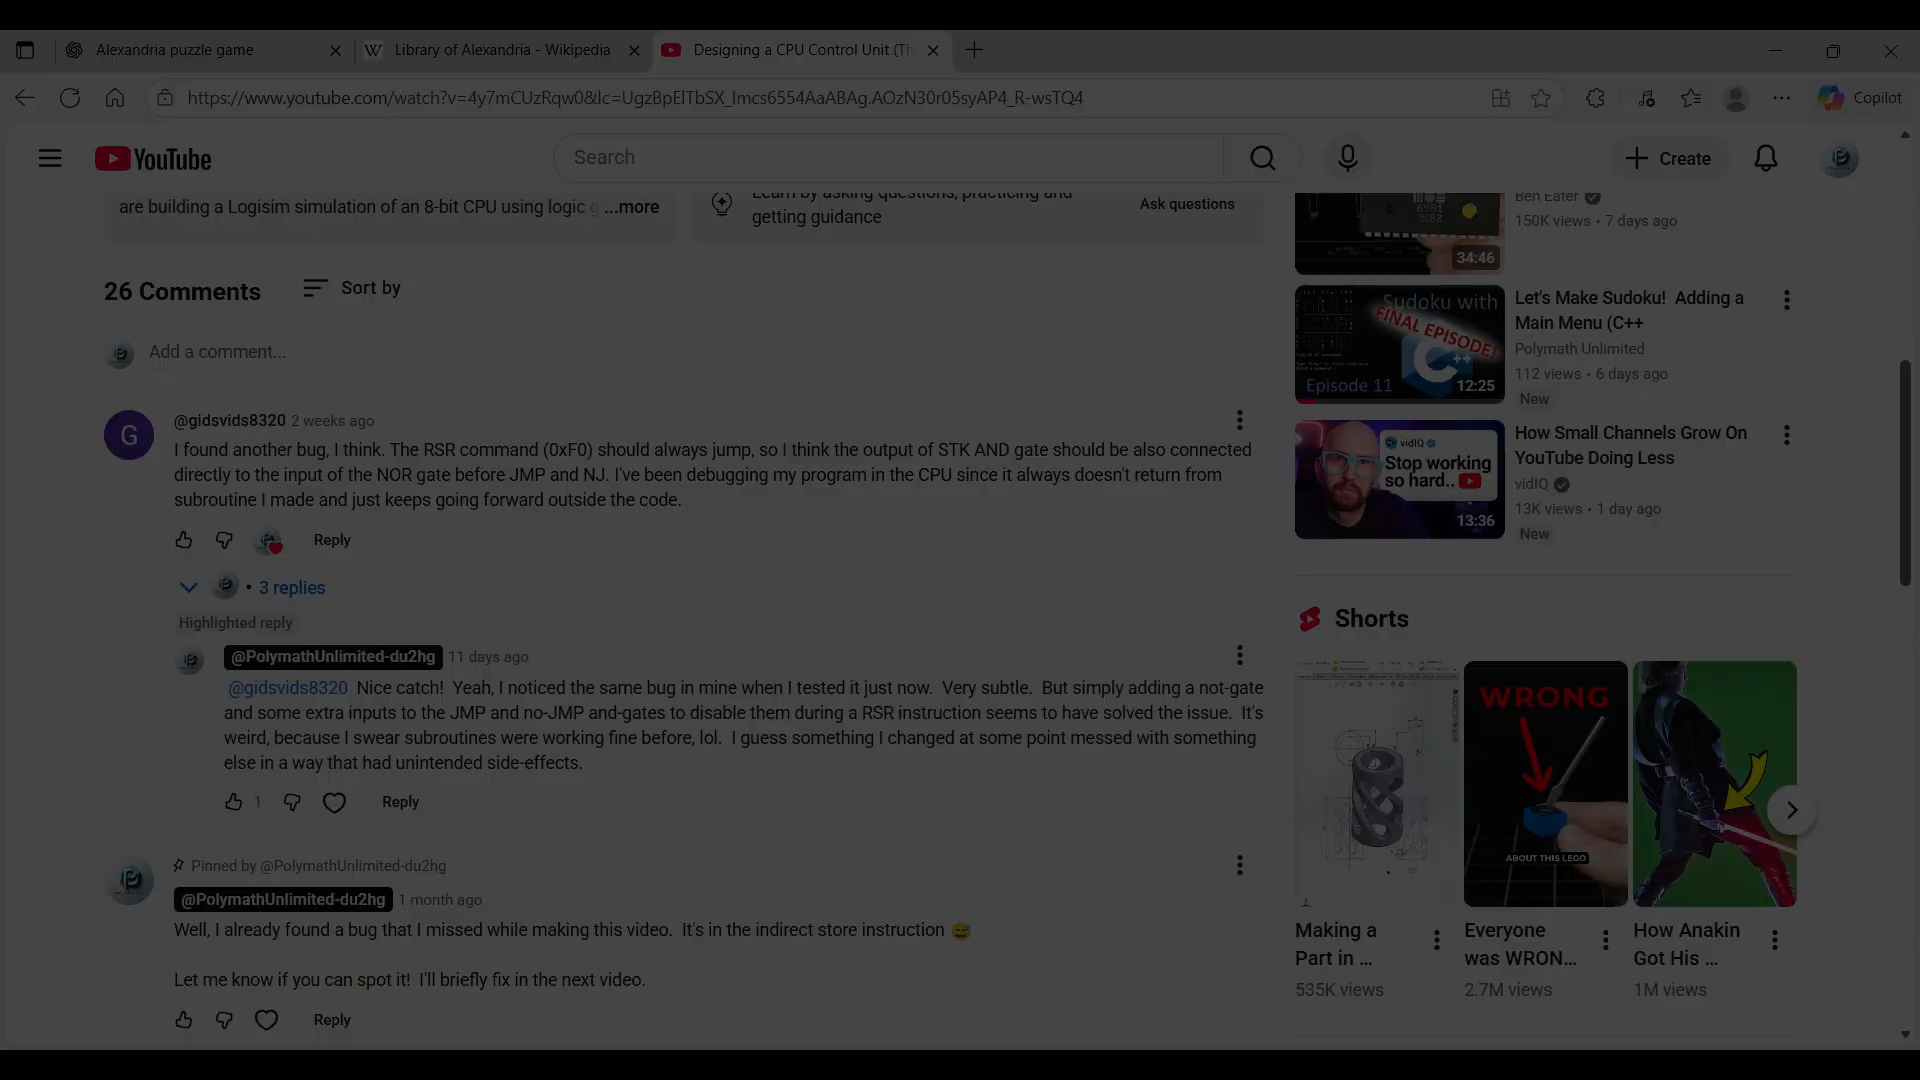 Alexandria puzzle game
W Library of Alexandria - Wikipedia
Designing a CPU Control Unit (Th
https://www.youtube.com/watch?v=4y7mCUzRqw0&lc=UgzBpElTbSX_Imcs6554AaABAg.AOzN30r05syAP4_R-wsTQ4
Copilot
YouTube
Search
Create
are building a Logisim simulation of an 8-bit CPU using logic g ...more
Learn by asking questions, practicing and
getting guidance
Ask questions
26 Comments
Sort by
Add a comment...
G
@gidsvids8320 2 weeks ago
I found another bug, I think. The RSR command (0xF0) should always jump, so I think the output of STK AND gate should be also connected
directly to the input of the NOR gate before JMP and NJ. I've been debugging my program in the CPU since it always doesn't return from
subroutine I made and just keeps going forward outside the code.
Reply
• 3 replies
Highlighted reply
@PolymathUnlimited-du2hg 11 days ago
@gidsvids8320 Nice catch! Yeah, I noticed the same bug in mine when I tested it just now. Very subtle. But simply adding a not-gate
and some extra inputs to the JMP and no-JMP and-gates to disable them during a RSR instruction seems to have solved the issue. It's
weird, because I swear subroutines were working fine before, lol. I guess something I changed at some point messed with something
else in a way that had unintended side-effects.
1
Reply
Pinned by @PolymathUnlimited-du2hg
@PolymathUnlimited-du2hg 1 month ago
Well, I already found a bug that I missed while making this video. It's in the indirect store instruction 😅
Let me know if you can spot it! I'll briefly fix in the next video.
Reply
Ben Eater
150K views • 7 days ago
34:46
Sudoku with
FINAL EPISODE!
Episode 11
12:25
Let's Make Sudoku! Adding a
Main Menu (C++
Polymath Unlimited
112 views • 6 days ago
New
vidIQ
Stop working
so hard..
13:36
How Small Channels Grow On
YouTube Doing Less
vidIQ
13K views • 1 day ago
New
Shorts
WRONG
ABOUT THIS LEGO
Making a
Part in ...
535K views
Everyone
was WRON...
2.7M views
How Anakin
Got His ...
1M views